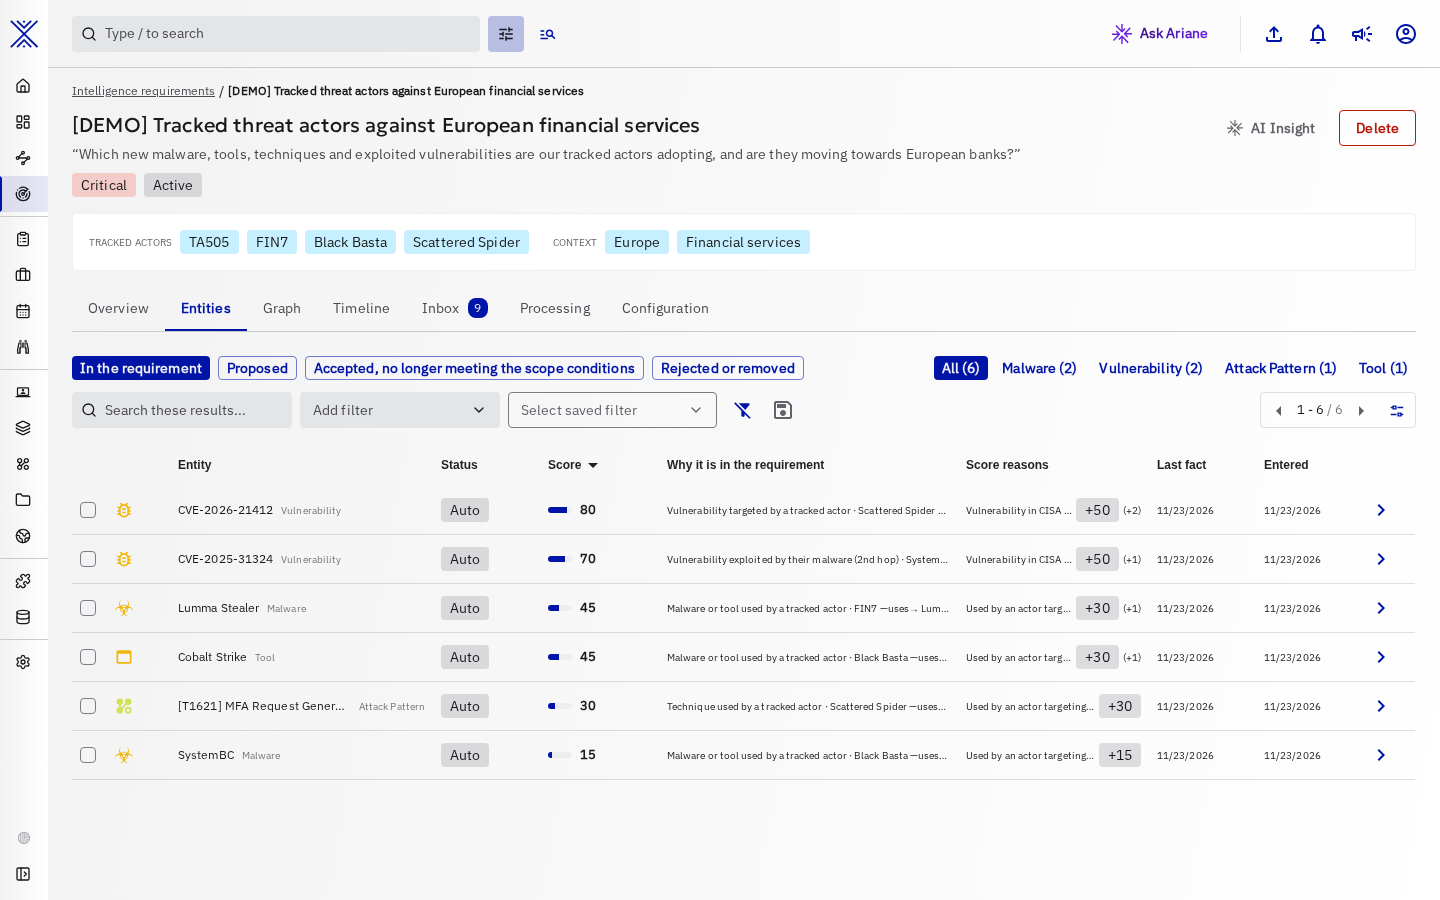 Type / to search
Ask Ariane
Intelligence requirements / [DEMO] Tracked threat actors against European financial services
[DEMO] Tracked threat actors against European financial services
AI Insight
Delete
“Which new malware, tools, techniques and exploited vulnerabilities are our tracked actors adopting, and are they moving towards European banks?”
Critical Active
TRACKED ACTORS TA505 FIN7 Black Basta Scattered Spider CONTEXT Europe Financial services
Overview Entities Graph Timeline Inbox 9 Processing Configuration
In the requirement Proposed Accepted, no longer meeting the scope conditions Rejected or removed All (6) Malware (2) Vulnerability (2) Attack Pattern (1) Tool (1)
Search these results... Add filter Select saved filter 1 - 6 / 6
Entity Status Score Why it is in the requirement Score reasons Last fact Entered
CVE-2026-21412 Vulnerability Auto 80 Vulnerability targeted by a tracked actor · Scattered Spider ... Vulnerability in CISA ... +50 (+2) 11/23/2026 11/23/2026
CVE-2025-31324 Vulnerability Auto 70 Vulnerability exploited by their malware (2nd hop) · System... Vulnerability in CISA ... +50 (+1) 11/23/2026 11/23/2026
Lumma Stealer Malware Auto 45 Malware or tool used by a tracked actor · FIN7 —uses→ Lum... Used by an actor targ... +30 (+1) 11/23/2026 11/23/2026
Cobalt Strike Tool Auto 45 Malware or tool used by a tracked actor · Black Basta —uses... Used by an actor targ... +30 (+1) 11/23/2026 11/23/2026
[T1621] MFA Request Gener... Attack Pattern Auto 30 Technique used by a tracked actor · Scattered Spider —uses... Used by an actor targeting... +30 11/23/2026 11/23/2026
SystemBC Malware Auto 15 Malware or tool used by a tracked actor · Black Basta —uses... Used by an actor targeting... +15 11/23/2026 11/23/2026